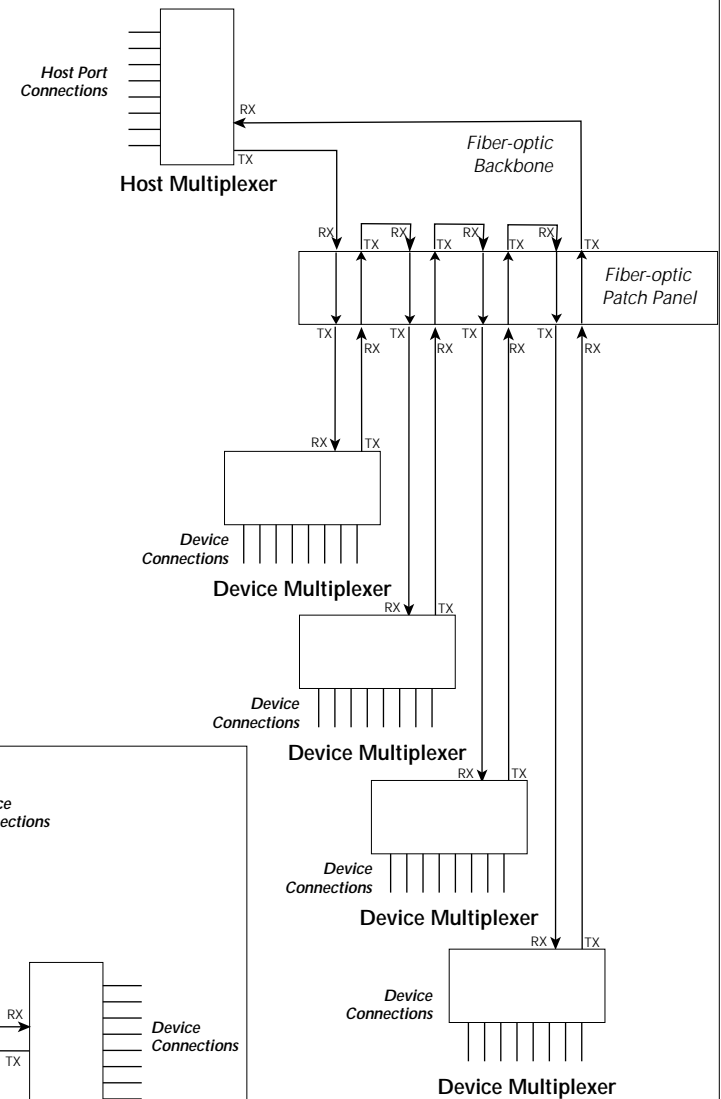 Host Port
Connections
RX
TX
Host Multiplexer
Fiber-optic
Backbone
RX
TX
RX
TX
RX
TX
RX
TX
Fiber-optic
Patch Panel
TX
RX
TX
RX
TX
RX
TX
RX
RX
TX
Device
Connections
Device Multiplexer
RX
TX
Device
Connections
Device Multiplexer
RX
TX
Device
Connections
Device Multiplexer
RX
TX
Device
Connections
Device Multiplexer
RX
TX
Device
Connections